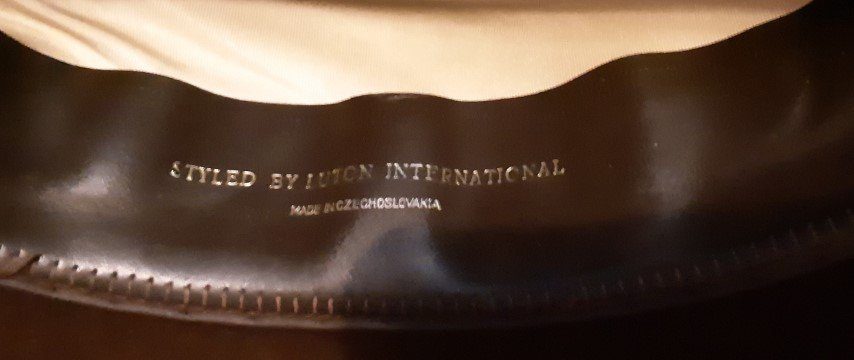 STYLED BY LUTON INTERNATIONAL
MADE IN CZECHOSLOVAKIA